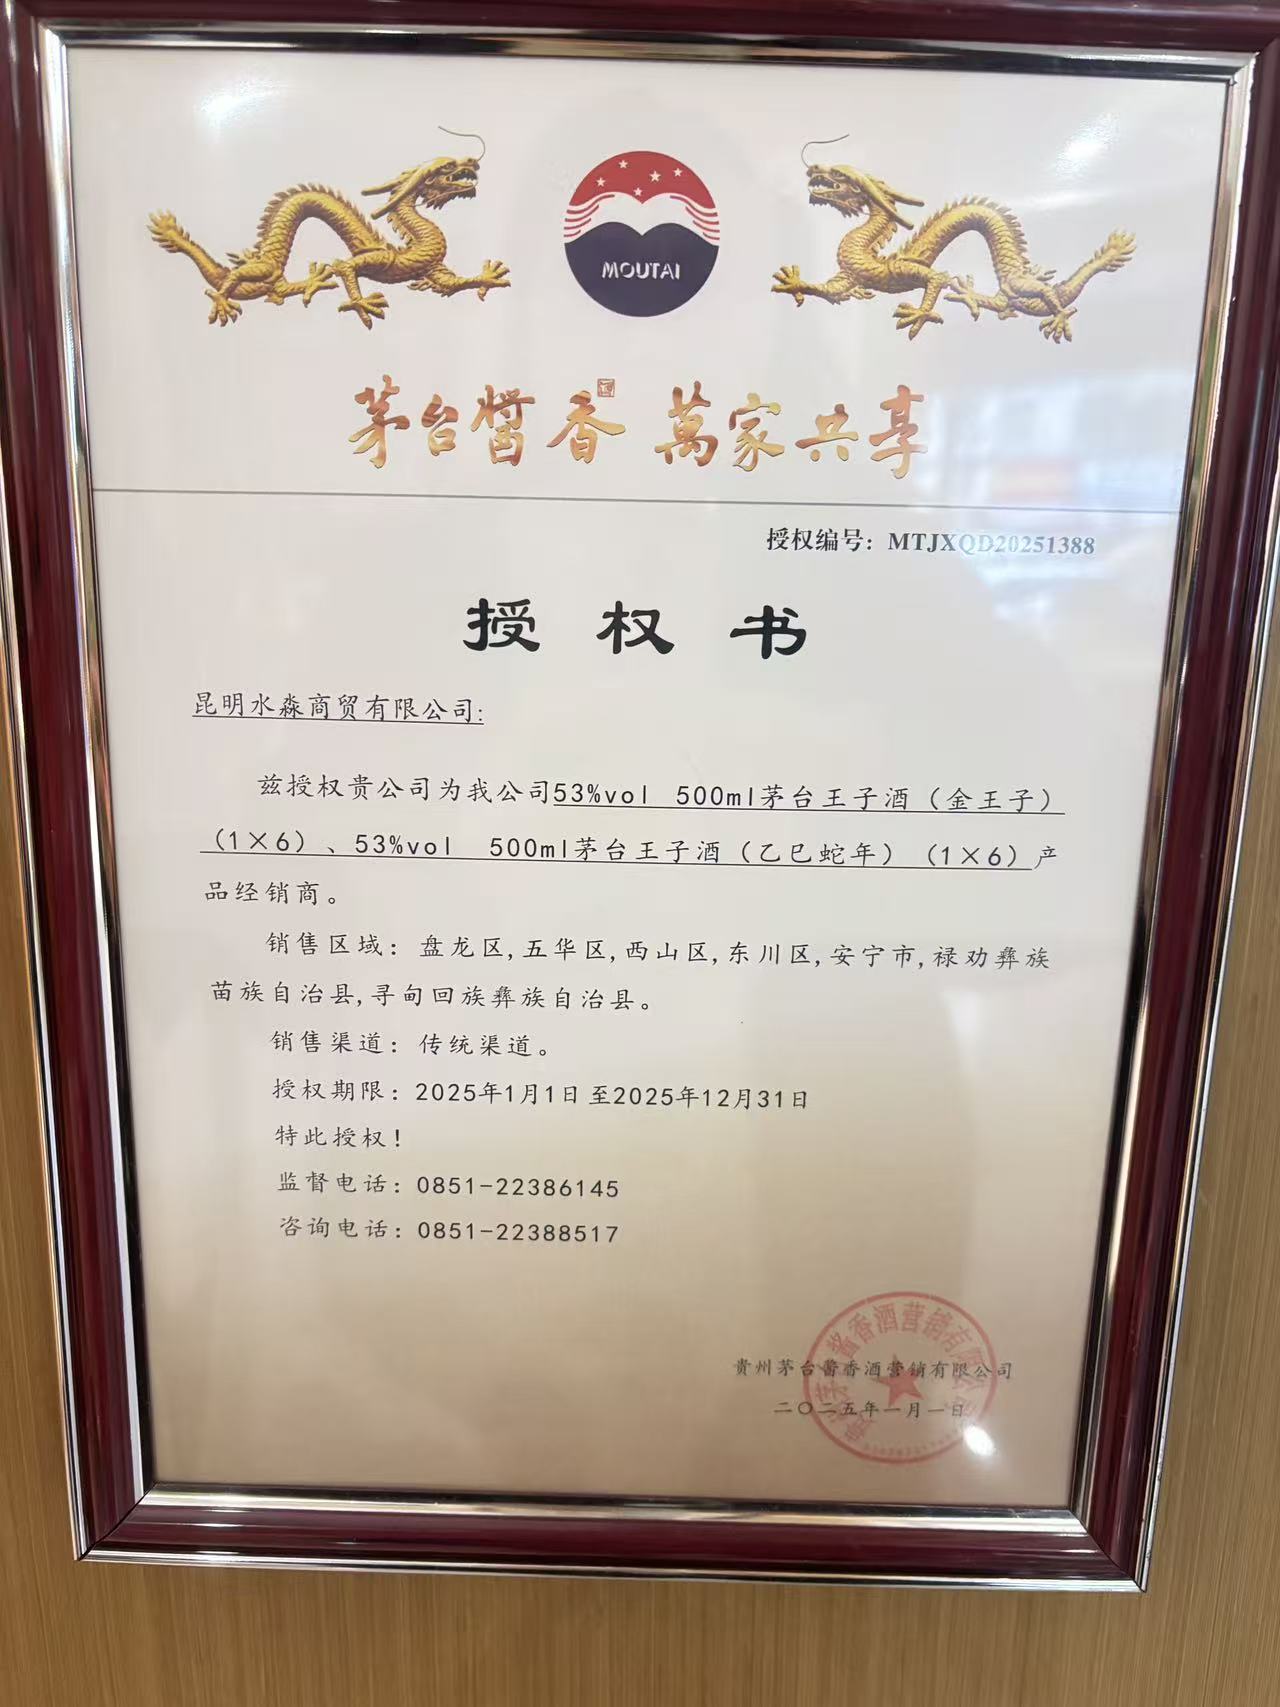 MOUTAI
茅台醬香 萬家共享
授权编号：MTJXQD20251388
授权书
昆明水淼商贸有限公司:
兹授权贵公司为我公司53%vol 500ml茅台王子酒（金王子）
（1×6）、53%vol 500ml茅台王子酒（乙巳蛇年）（1×6）产
品经销商。
销售区域：盘龙区,五华区,西山区,东川区,安宁市,禄劝彝族
苗族自治县,寻甸回族彝族自治县。
销售渠道：传统渠道。
授权期限：2025年1月1日至2025年12月31日
特此授权！
监督电话：0851-22386145
咨询电话：0851-22388517
贵州茅台酱香酒营销有限公司
二〇二五年一月一日